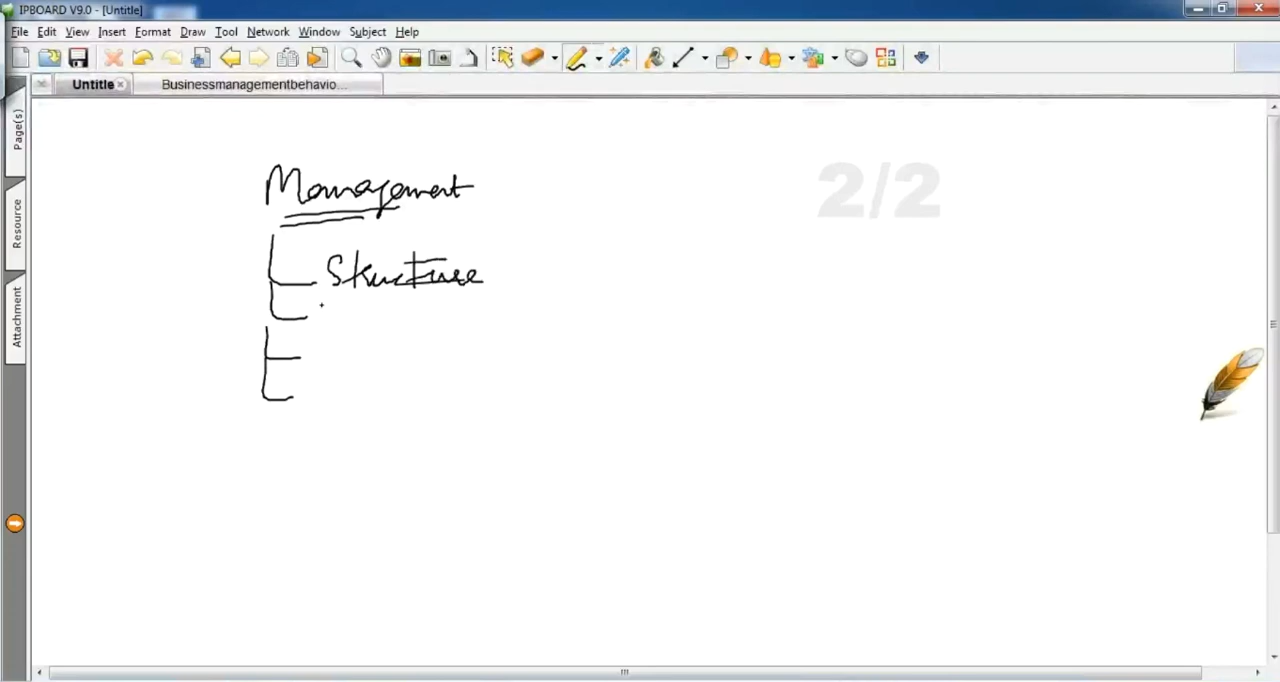 IPBOARD V9.0 - [Untitle]
File Edit View Insert Format Draw Tool Network Window Subject Help
Untitle Businessmanagementbehavio...
Page(s)
Resource
Attachment
2/2
Management
Structure